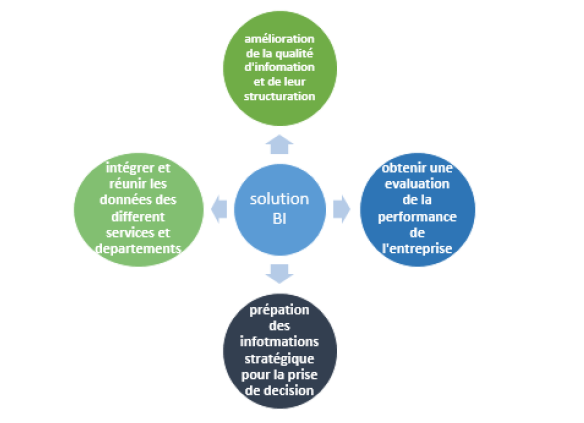 amélioration
de la qualité
d'infomation
et de leur
structuration
intégrer et
réunir les
données des
different
services et
departements
solution
BI
obtenir une
evaluation
de la
performance
de
l'entreprise
prépation
des
infotmations
stratégique
pour la prise
de decision